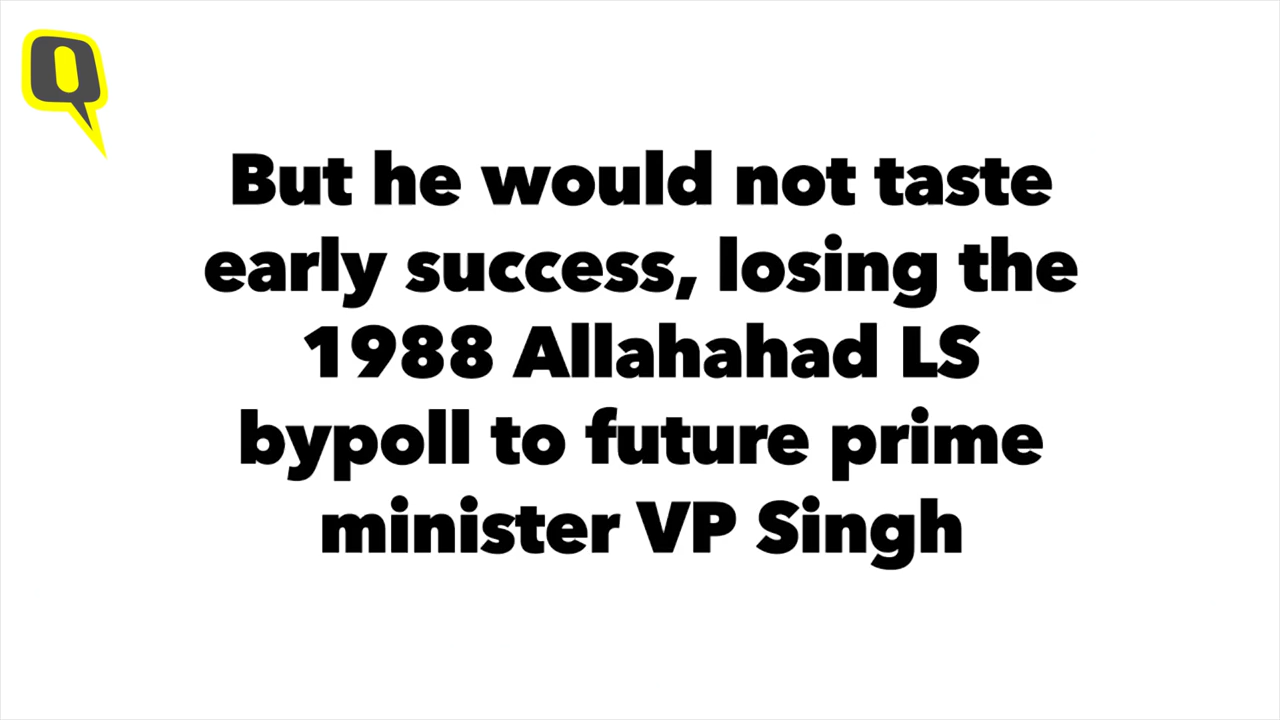 But he would not taste
early success, losing the
1988 Allahahad LS
bypoll to future prime
minister VP Singh